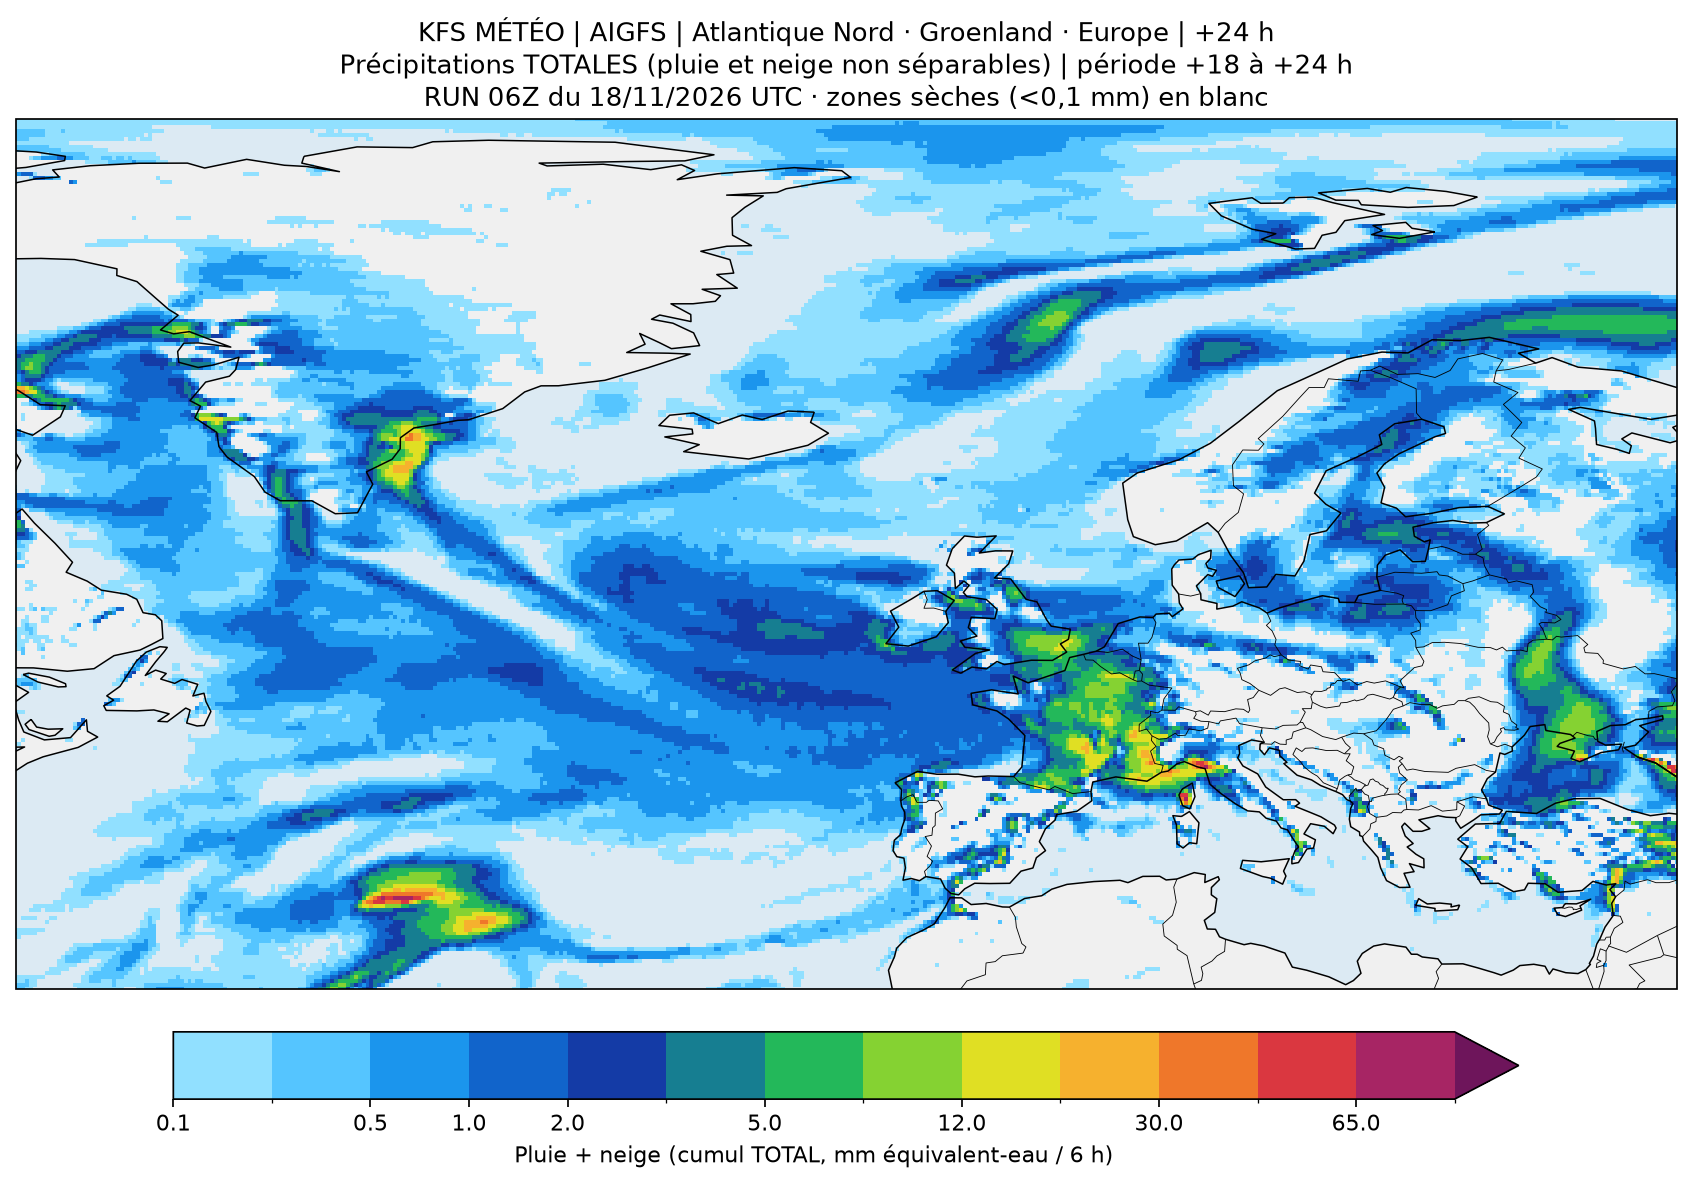 KFS MÉTÉO | AIGFS | Atlantique Nord · Groenland · Europe | +24 h
Précipitations TOTALES (pluie et neige non séparables) | période +18 à +24 h
RUN 06Z du 18/11/2026 UTC · zones sèches (<0,1 mm) en blanc
0.1 0.5 1.0 2.0 5.0 12.0 30.0 65.0
Pluie + neige (cumul TOTAL, mm équivalent-eau / 6 h)